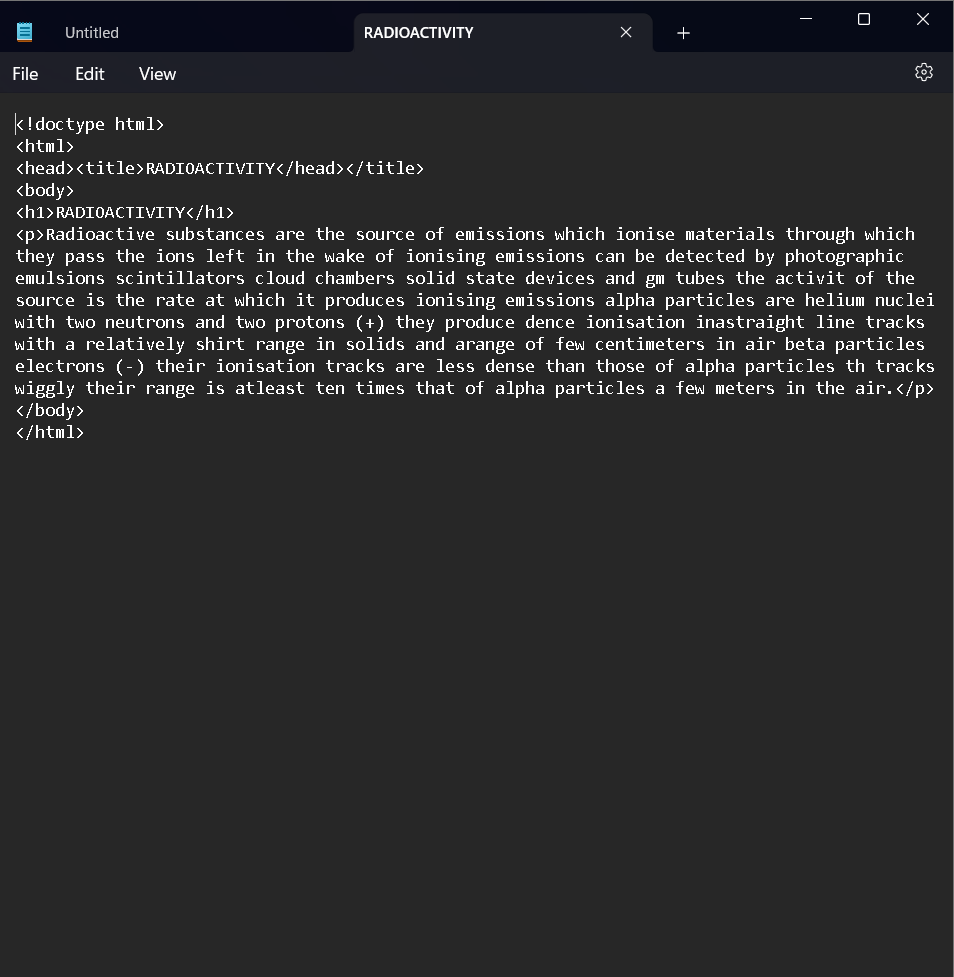 Untitled
RADIOACTIVITY
File Edit View
<!doctype html>
<html>
<head><title>RADIOACTIVITY</head></title>
<body>
<h1>RADIOACTIVITY</h1>
<p>Radioactive substances are the source of emissions which ionise materials through which
they pass the ions left in the wake of ionising emissions can be detected by photographic
emulsions scintillators cloud chambers solid state devices and gm tubes the activit of the
source is the rate at which it produces ionising emissions alpha particles are helium nuclei
with two neutrons and two protons (+) they produce dence ionisation inastraight line tracks
with a relatively shirt range in solids and arange of few centimeters in air beta particles
electrons (-) their ionisation tracks are less dense than those of alpha particles th tracks
wiggly their range is atleast ten times that of alpha particles a few meters in the air.</p>
</body>
</html>